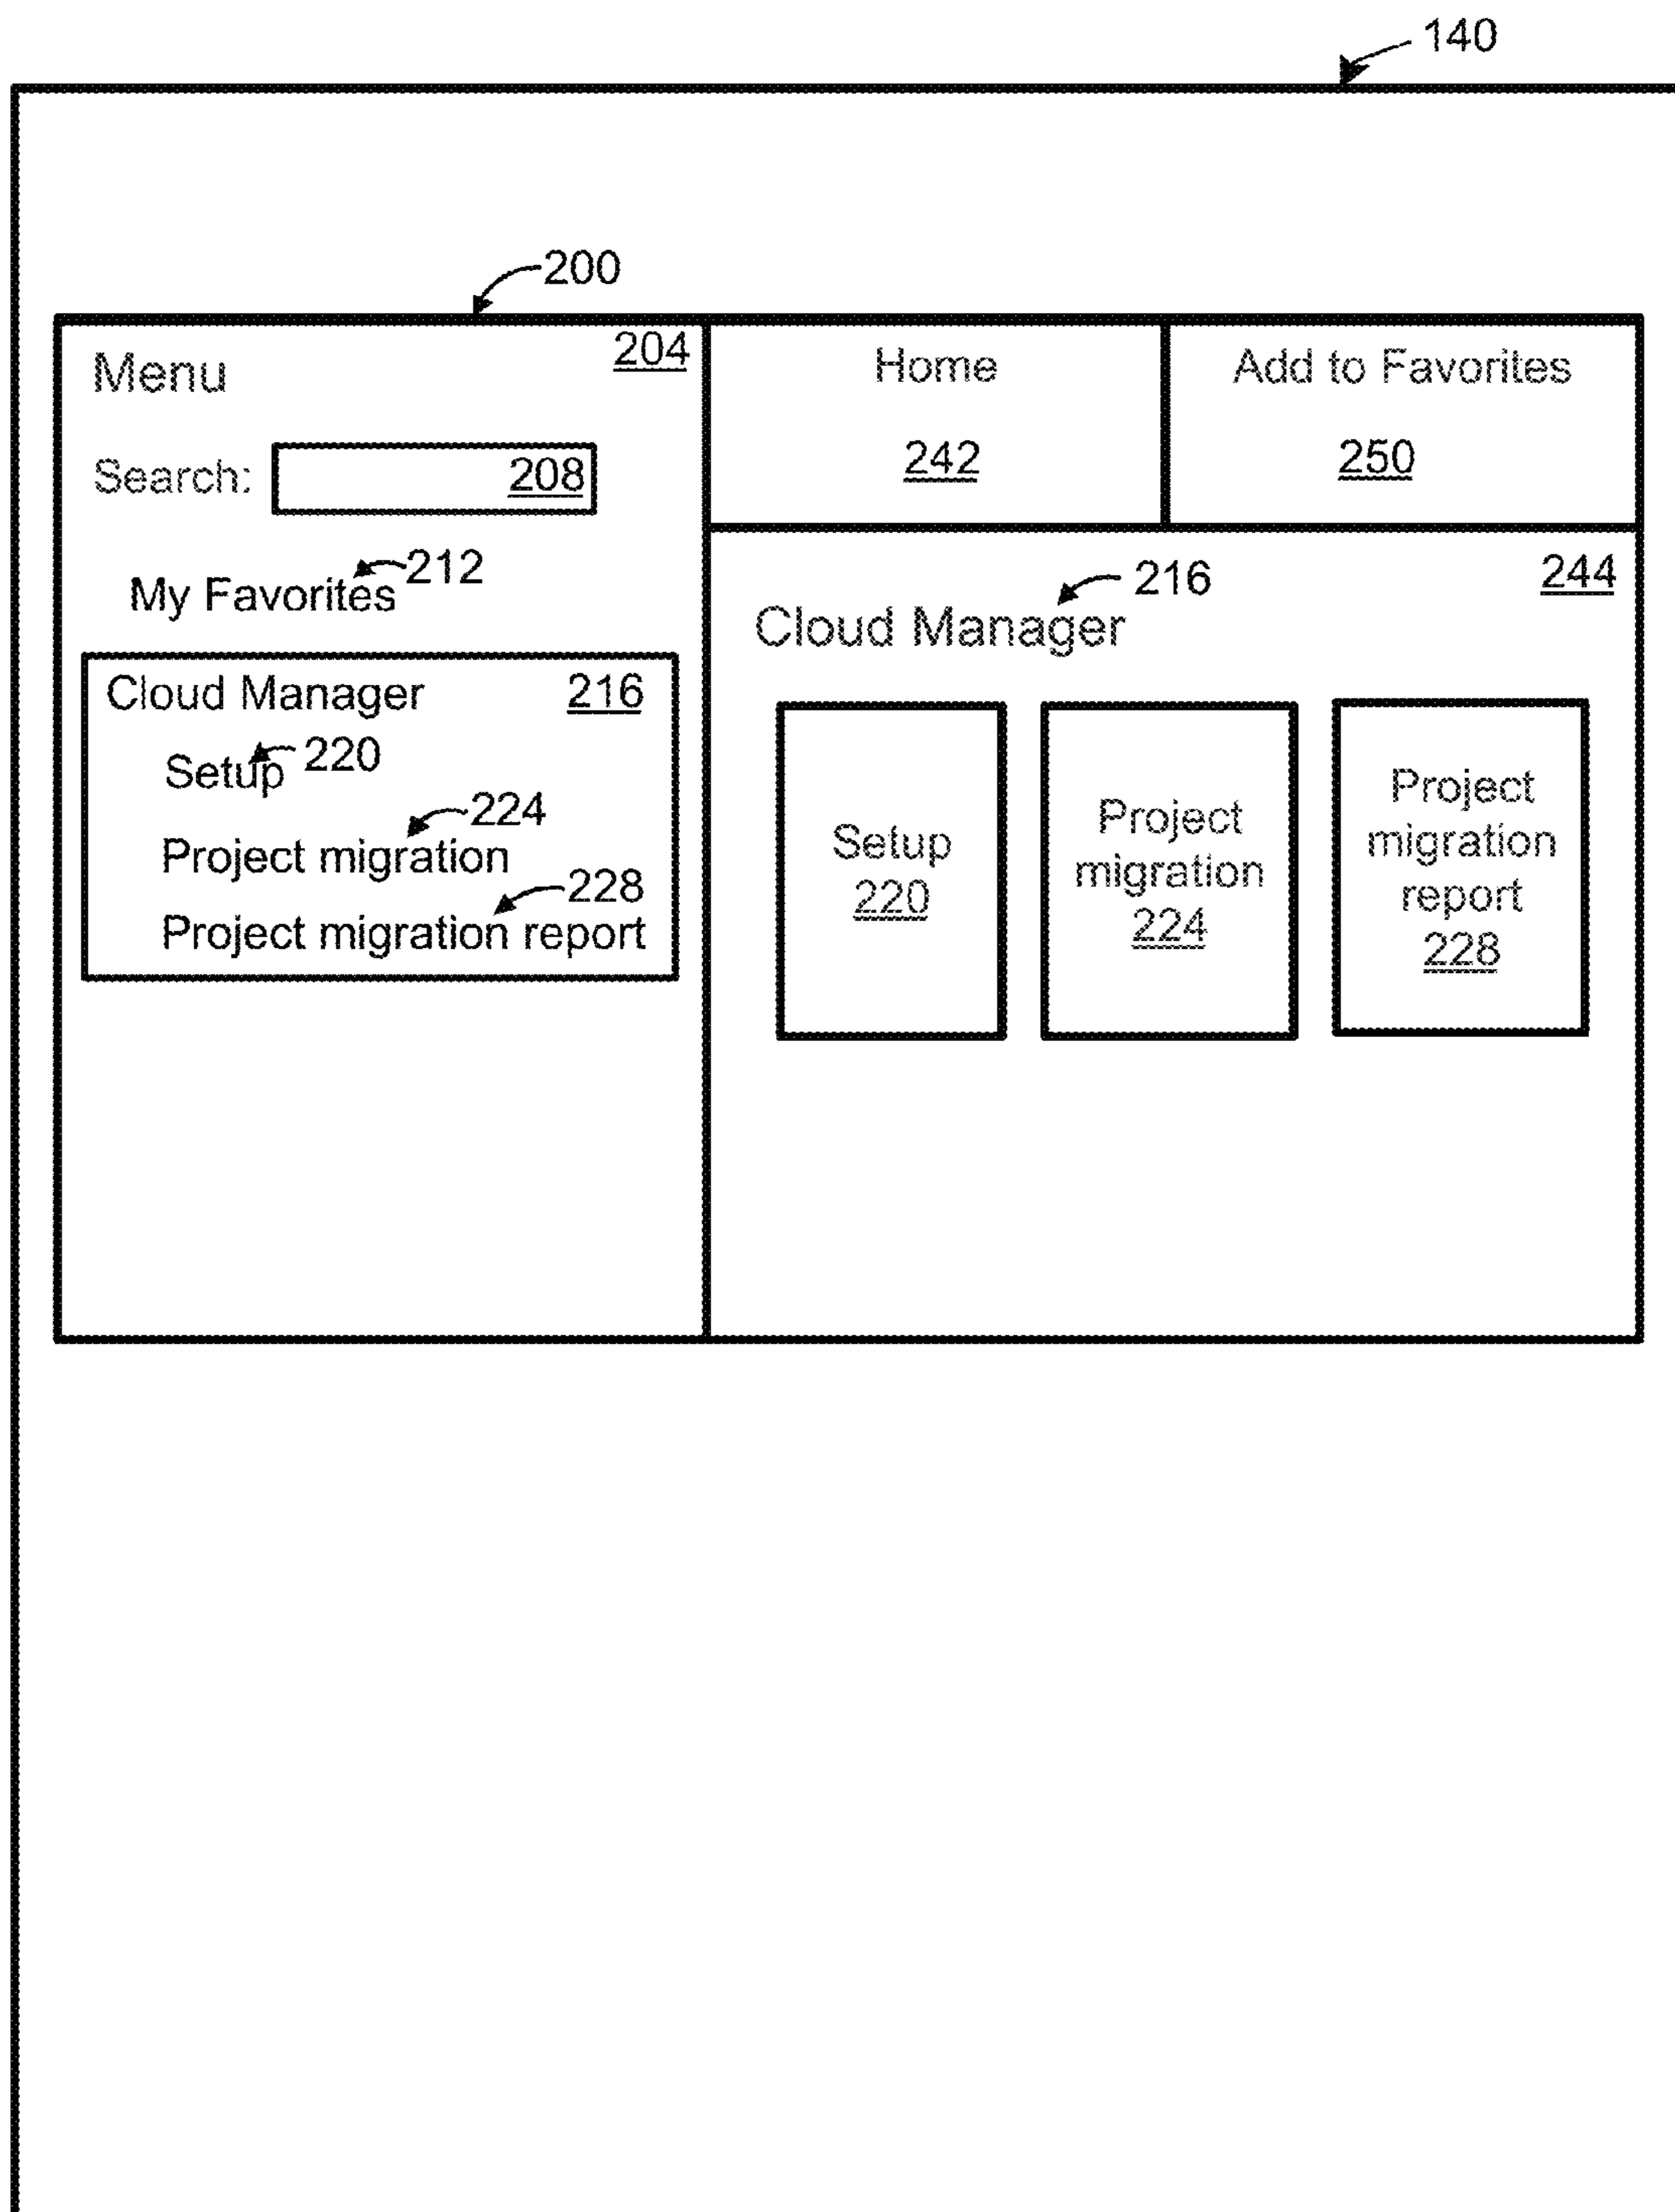 140
200
Menu 204
Search: 208
My Favorites 212
Cloud Manager 216
Setup 220
Project migration 224
Project migration report 228
Home
242
Add to Favorites
250
244
Cloud Manager 216
Setup
220
Project
migration
224
Project
migration
report
228